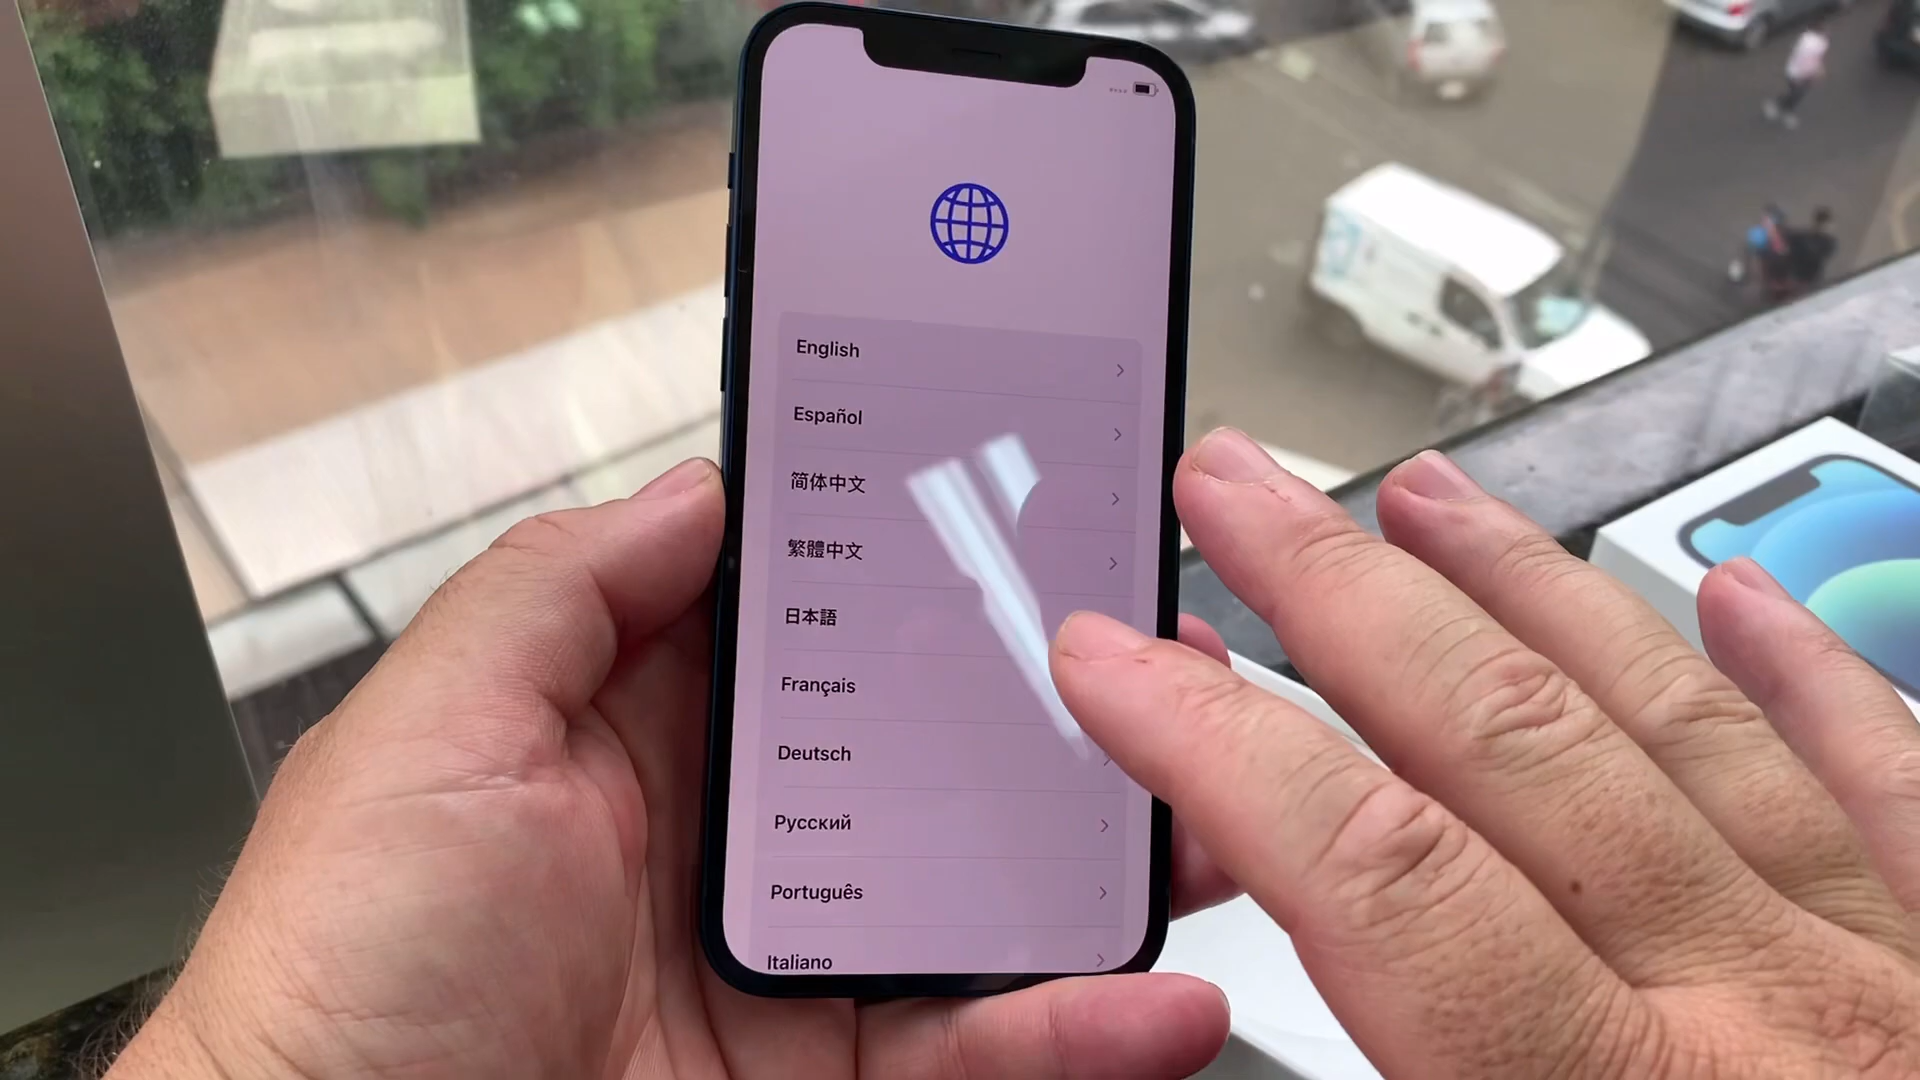 English
Español
简体中文
繁體中文
日本語
Français
Deutsch
Русский
Português
Italiano